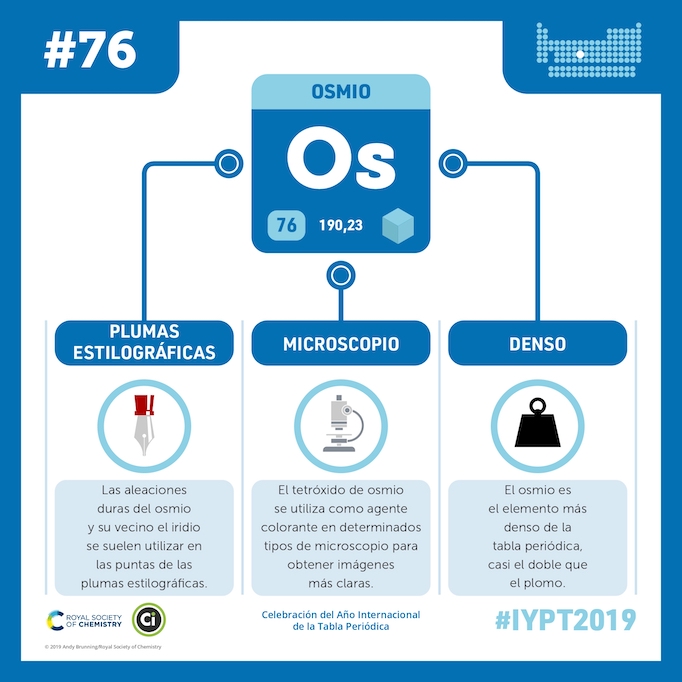 #76
OSMIO
Os
76
190,23
PLUMAS
ESTILOGRÁFICAS
Las aleaciones
duras del osmio
y su vecino el iridio
se suelen utilizar en
las puntas de las
plumas estilográficas.
MICROSCOPIO
El tetróxido de osmio
se utiliza como agente
colorante en determinados
tipos de microscopio para
obtener imágenes
más claras.
DENSO
El osmio es
el elemento más
denso de la
tabla periódica,
casi el doble que
el plomo.
ROYAL SOCIETY
OF CHEMISTRY
Ci
Celebración del Año Internacional
de la Tabla Periódica
#IYPT2019
© 2019 Andy Brunning/Royal Society of Chemistry